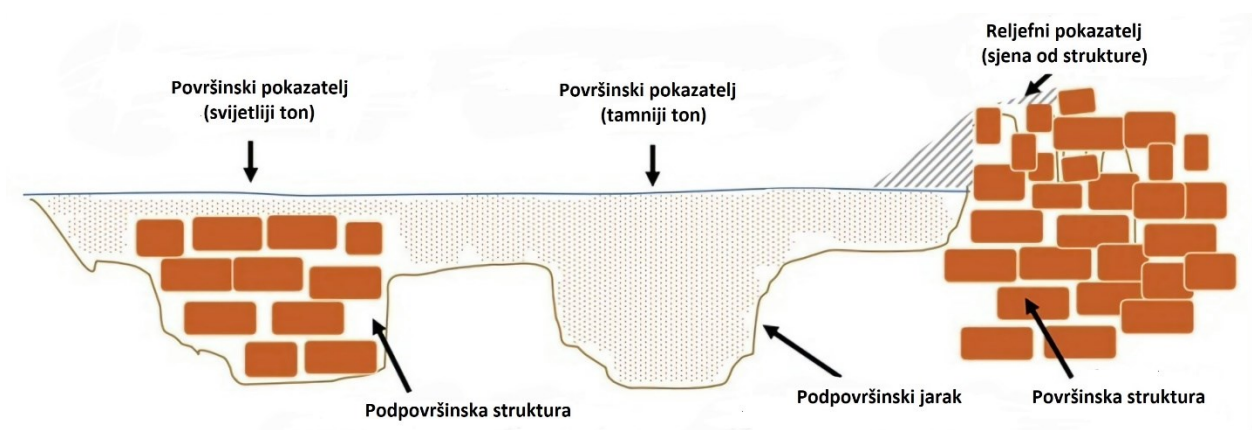 Reljefni pokazatelj
(sjena od strukture)
Površinski pokazatelj
(svijetliji ton)
Površinski pokazatelj
(tamniji ton)
Podpovršinska struktura
Podpovršinski jarak
Površinska struktura